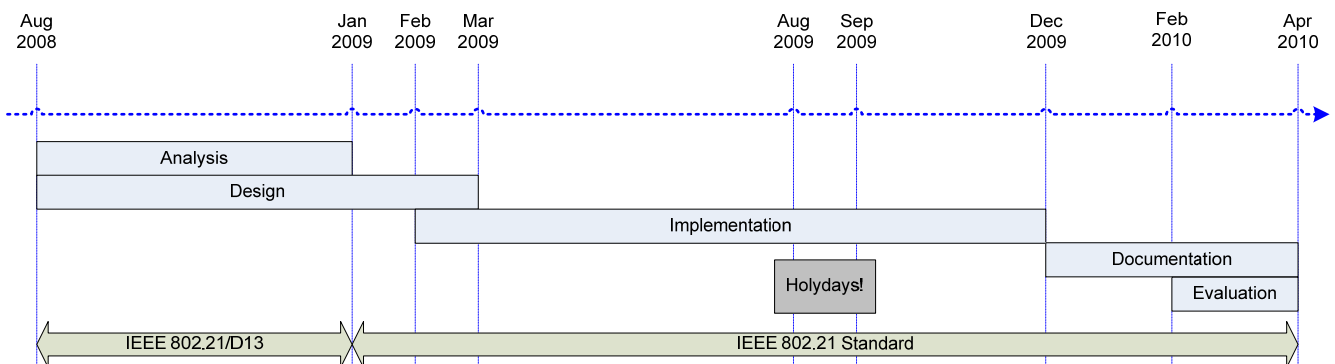 Aug
2008
Jan
2009
Feb
2009
Mar
2009
Aug
2009
Sep
2009
Dec
2009
Feb
2010
Apr
2010
Analysis
Design
Implementation
Documentation
Holydays!
Evaluation
IEEE 802.21/D13
IEEE 802.21 Standard